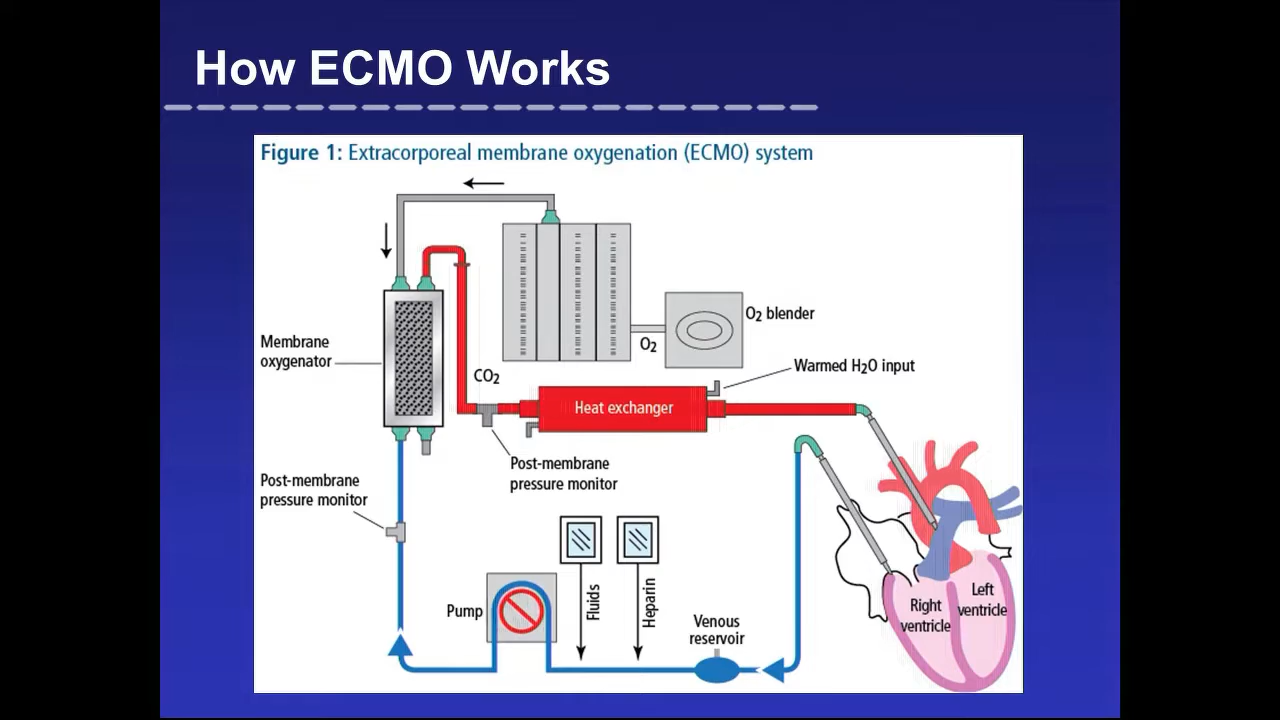 How ECMO Works
Figure 1: Extracorporeal membrane oxygenation (ECMO) system
O2 blender
O2
Membrane
oxygenator
Warmed H2O input
CO2
Heat exchanger
Post-membrane
pressure monitor
Post-membrane
pressure monitor
Pump
Fluids
Heparin
Venous
reservoir
Right
ventricle
Left
ventricle